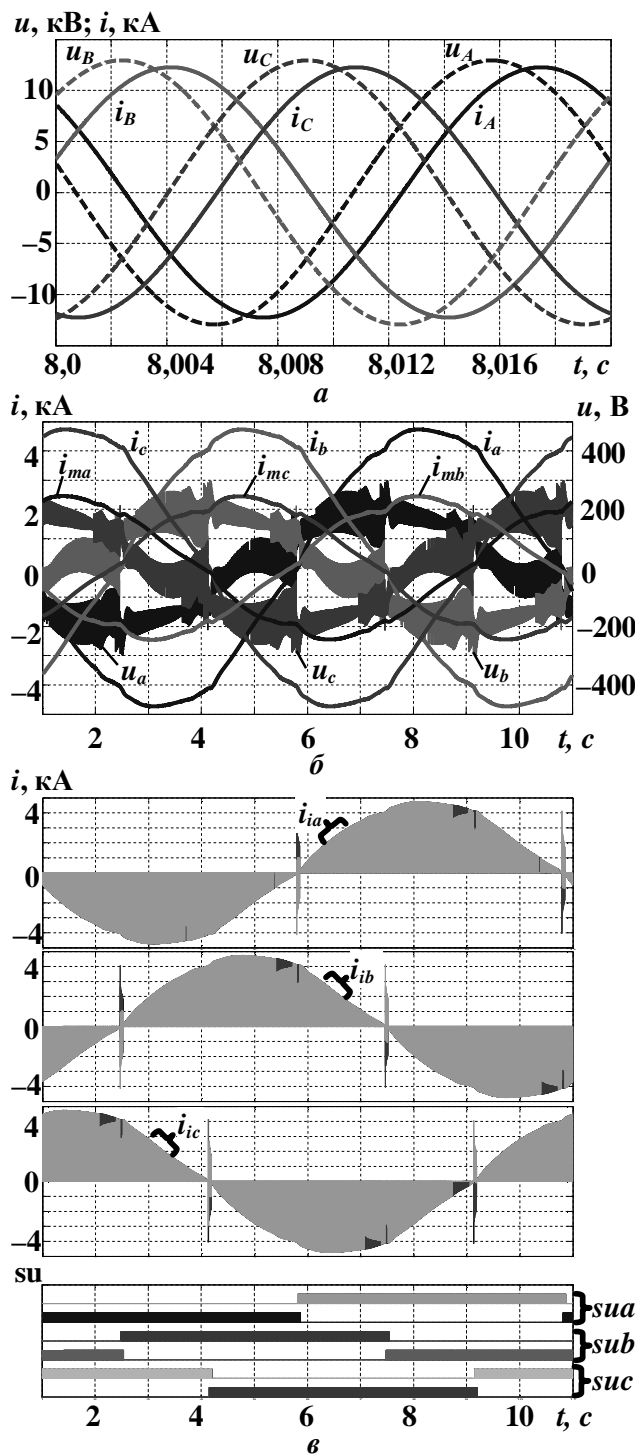 u, кВ; i, кА
u_B u_C u_A
10
i_B i_C i_A
5
0
−5
−10
8,0 8,004 8,008 8,012 8,016 t, с
а
i, кА u, В
4 i_c i_b i_a 400
i_ma i_mc i_mb
2 200
0 0
−2 −200
u_a u_c u_b
−4 −400
2 4 6 8 10 t, с
б
i, кА
4 i_ia
0
−4
4 i_ib
0
−4
4 i_ic
0
−4
su
sua
sub
suc
2 4 6 8 10 t, с
в